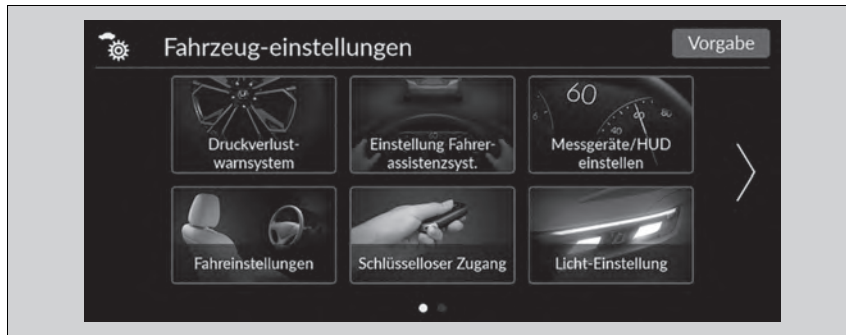 Fahrzeug-einstellungen
Vorgabe
Druckverlust-
warnsystem
Einstellung Fahrer-
assistenzsyst.
60
Messgeräte/HUD
einstellen
Fahreinstellungen
Schlüsselloser Zugang
Licht-Einstellung